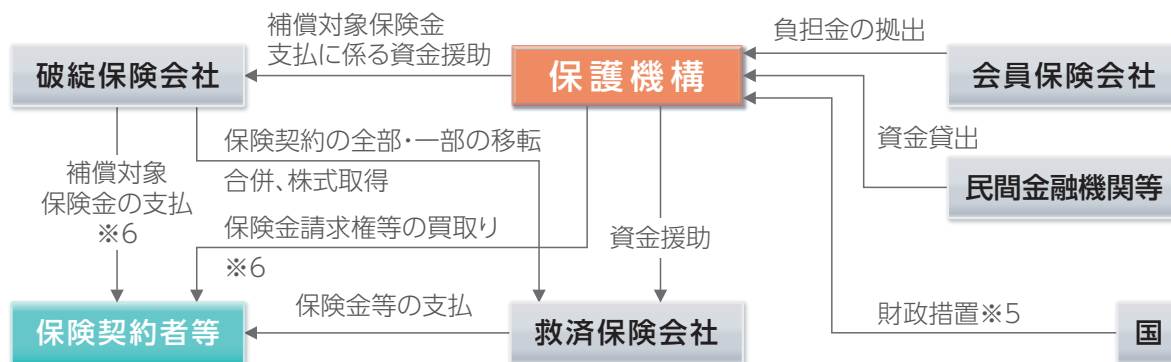 補償対象保険金
支払に係る資金援助
負担金の拠出
破綻保険会社
保護機構
会員保険会社
保険契約の全部・一部の移転
合併、株式取得
資金貸出
補償対象
保険金の支払
※6
民間金融機関等
保険金請求権等の買取り
※6
資金援助
保険金等の支払
財政措置※5
保険契約者等
救済保険会社
国